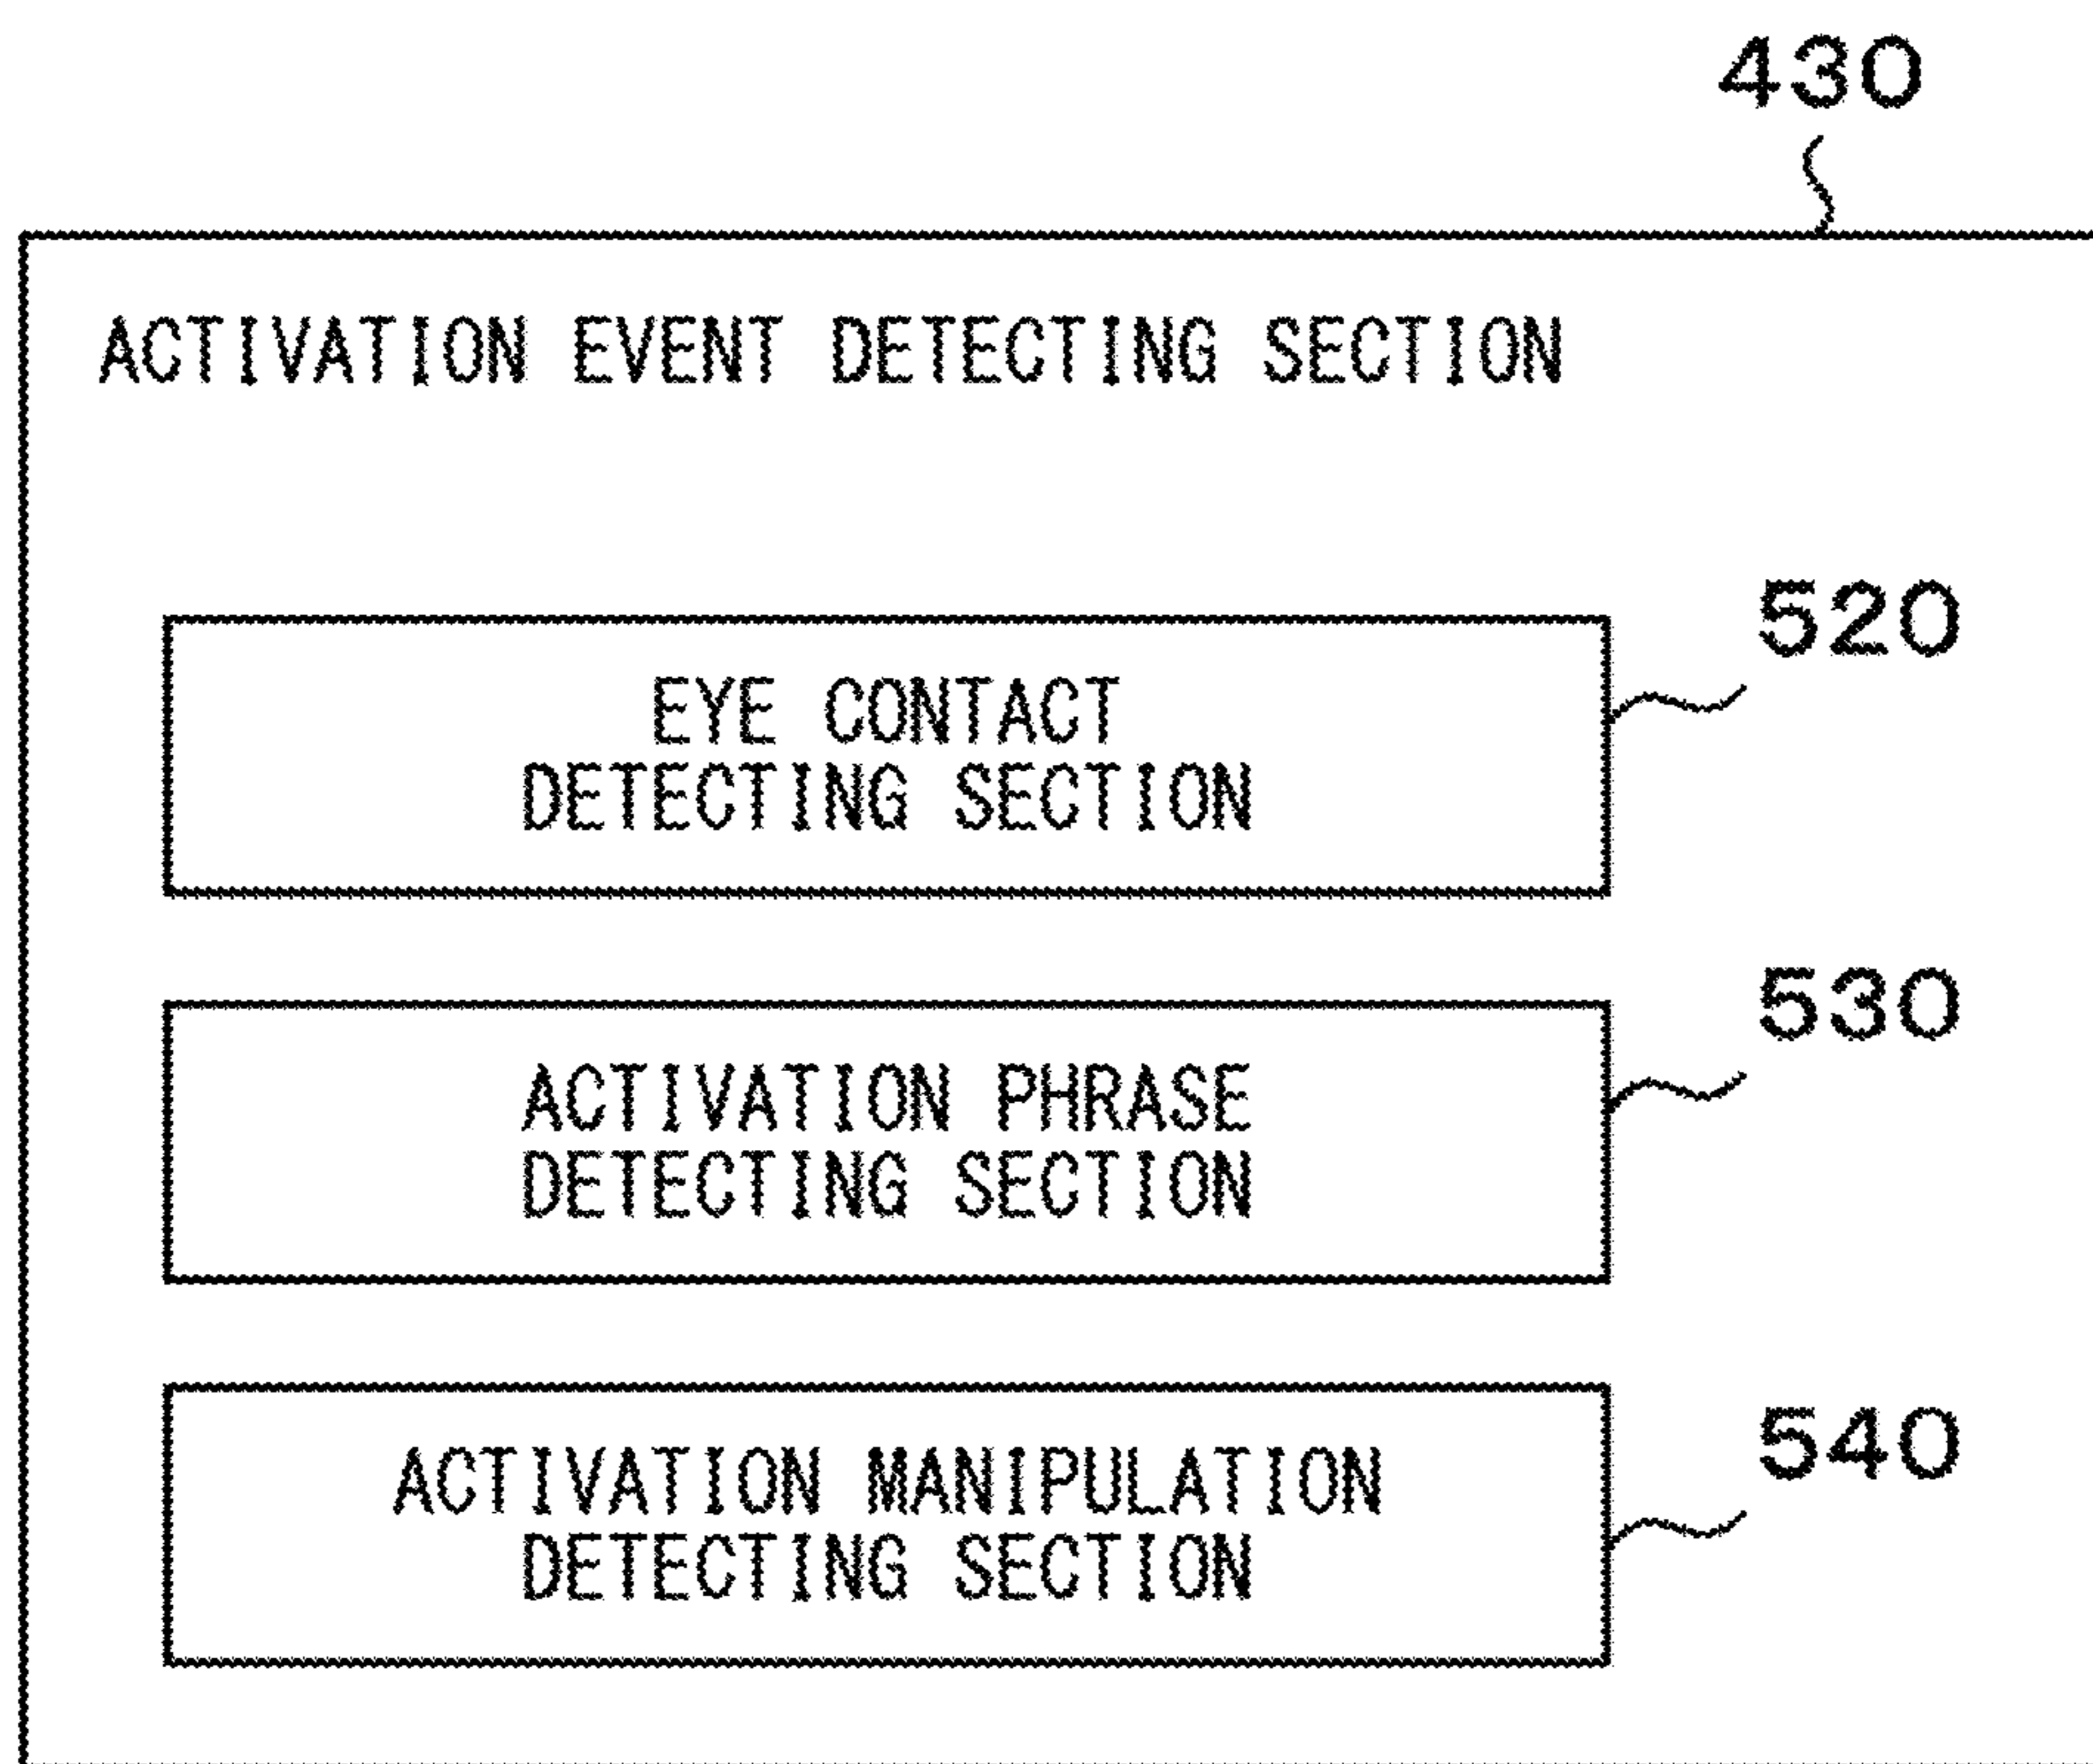 430
ACTIVATION EVENT DETECTING SECTION
520
EYE CONTACT
DETECTING SECTION
530
ACTIVATION PHRASE
DETECTING SECTION
540
ACTIVATION MANIPULATION
DETECTING SECTION